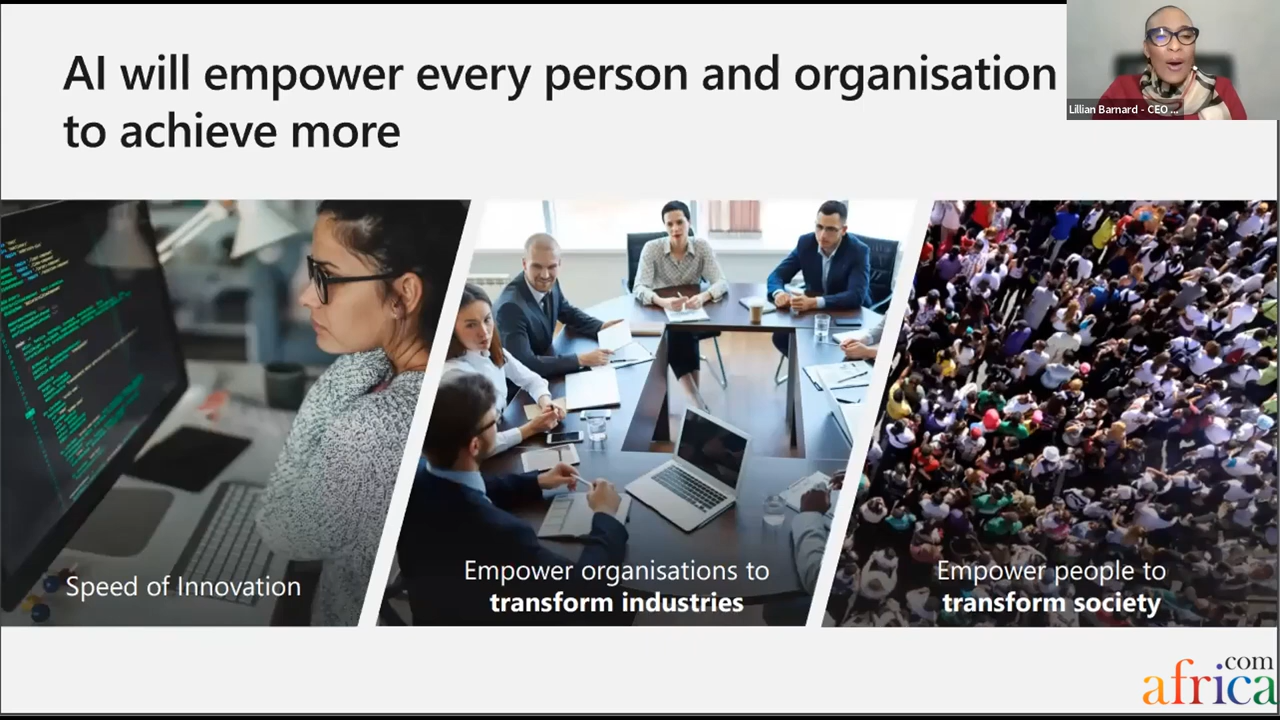 AI will empower every person and organisation
to achieve more
Lillian Barnard - CEO ...
Speed of Innovation
Empower organisations to
transform industries
Empower people to
transform society
.com
africa